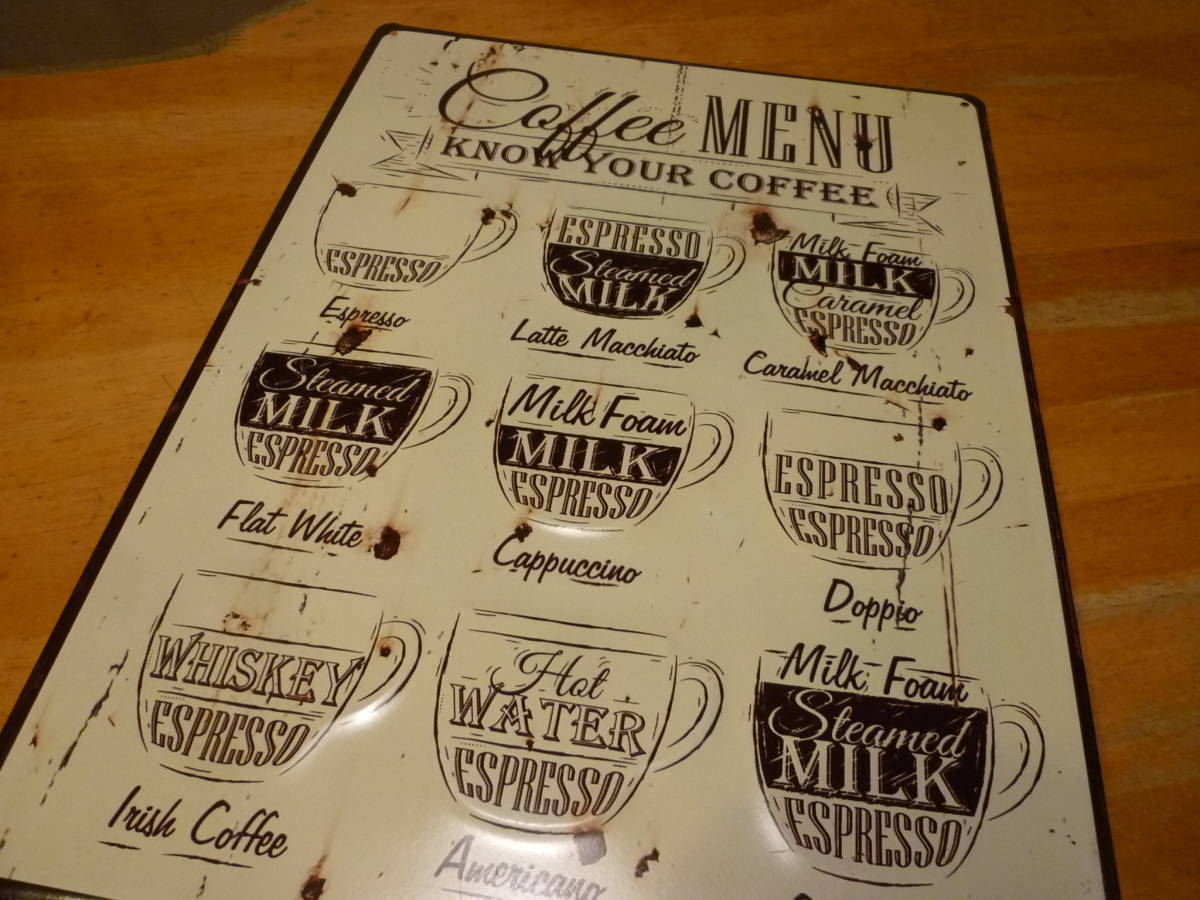 Coffee MENU
KNOW YOUR COFFEE
ESPRESSO
Espresso
ESPRESSO
Steamed
MILK
Latte Macchiato
Milk Foam
MILK
Caramel
ESPRESSO
Caramel Macchiato
Steamed
MILK
ESPRESSO
Flat White
Milk Foam
MILK
ESPRESSO
Cappuccino
ESPRESSO
ESPRESSO
Doppio
WHISKEY
ESPRESSO
Irish Coffee
Hot
WATER
ESPRESSO
Americano
Milk Foam
Steamed
MILK
ESPRESSO